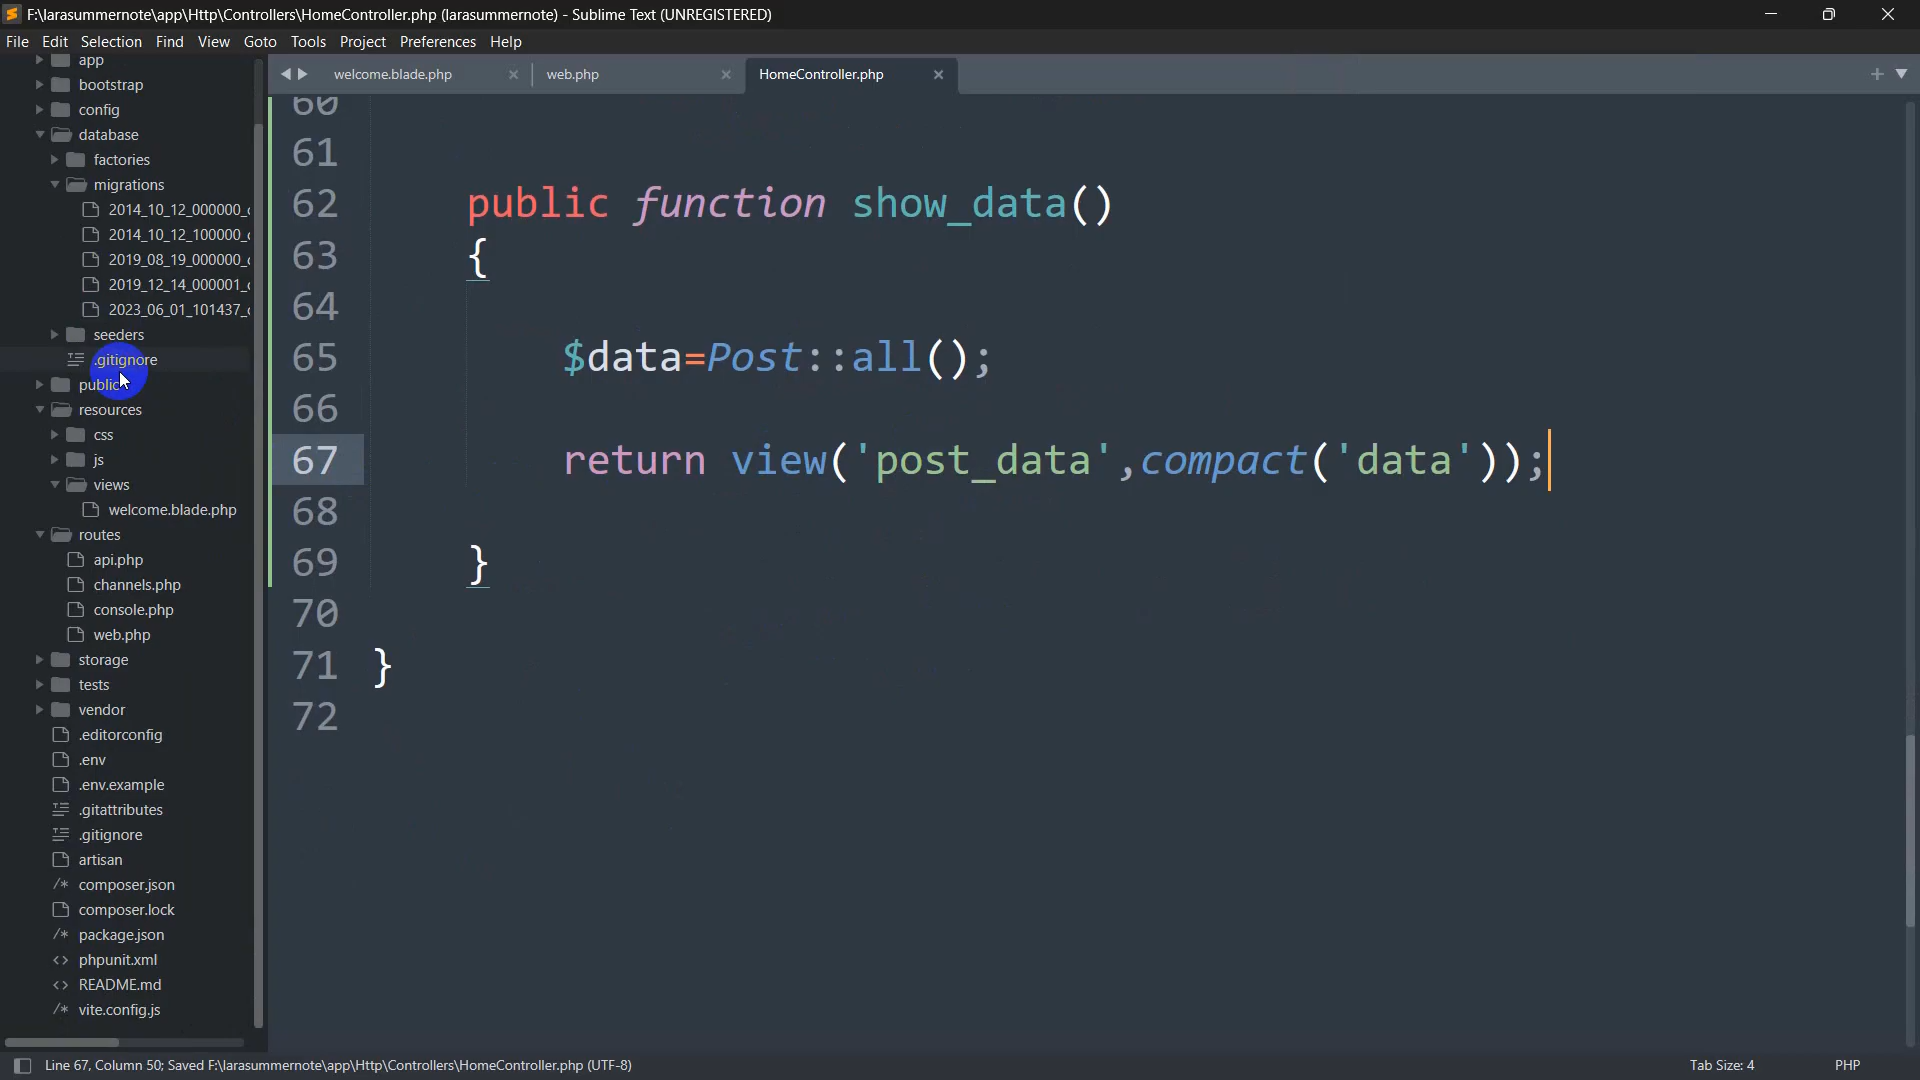 F:\larasummernote\app\Http\Controllers\HomeController.php (larasummernote) - Sublime Text (UNREGISTERED)
File Edit Selection Find View Goto Tools Project Preferences Help
welcome.blade.php
web.php
HomeController.php
app
bootstrap
config
database
factories
migrations
2014_10_12_000000_
2014_10_12_100000_
2019_08_19_000000_
2019_12_14_000001_
2023_06_01_101437_
seeders
.gitignore
public
resources
css
js
views
welcome.blade.php
routes
api.php
channels.php
console.php
web.php
storage
tests
vendor
.editorconfig
.env
.env.example
.gitattributes
.gitignore
artisan
/* composer.json
composer.lock
/* package.json
<> phpunit.xml
<> README.md
/* vite.config.js
60
61
62 public function show_data()
63 {
64
65 $data=Post::all();
66
67 return view('post_data',compact('data'));
68
69 }
70
71 }
72
Line 67, Column 50; Saved F:\larasummernote\app\Http\Controllers\HomeController.php (UTF-8)
Tab Size: 4
PHP